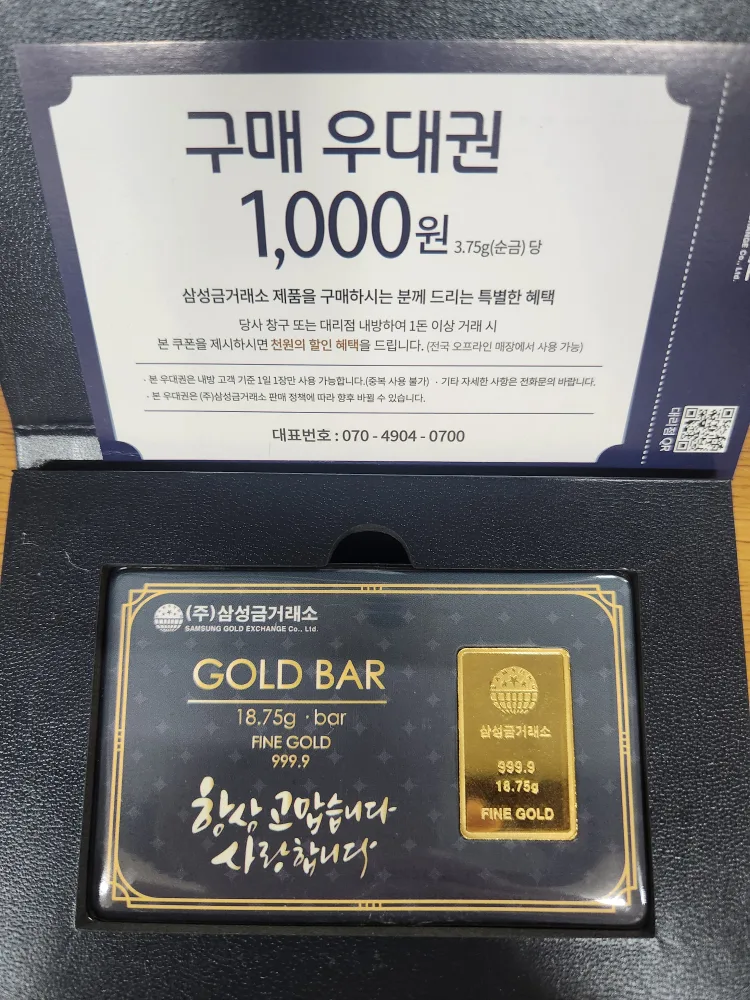 구매 우대권
1,000원 3.75g(순금) 당
삼성금거래소 제품을 구매하시는 분께 드리는 특별한 혜택
당사 창구 또는 대리점 내방하여 1돈 이상 거래 시
본 쿠폰을 제시하시면 천원의 할인 혜택을 드립니다. (전국 오프라인 매장에서 사용 가능)
· 본 우대권은 내방 고객 기준 1일 1장만 사용 가능합니다.(중복 사용 불가) · 기타 자세한 사항은 전화문의 바랍니다.
· 본 우대권은 (주)삼성금거래소 판매 정책에 따라 향후 바뀔 수 있습니다.
대표번호 : 070 - 4904 - 0700
대리점 QR
NGE Co., Ltd.
(주)삼성금거래소
SAMSUNG GOLD EXCHANGE Co., Ltd.
GOLD BAR
18.75g · bar
FINE GOLD
999.9
항상 고맙습니다
사랑합니다
삼성금거래소
999.9
18.75g
FINE GOLD